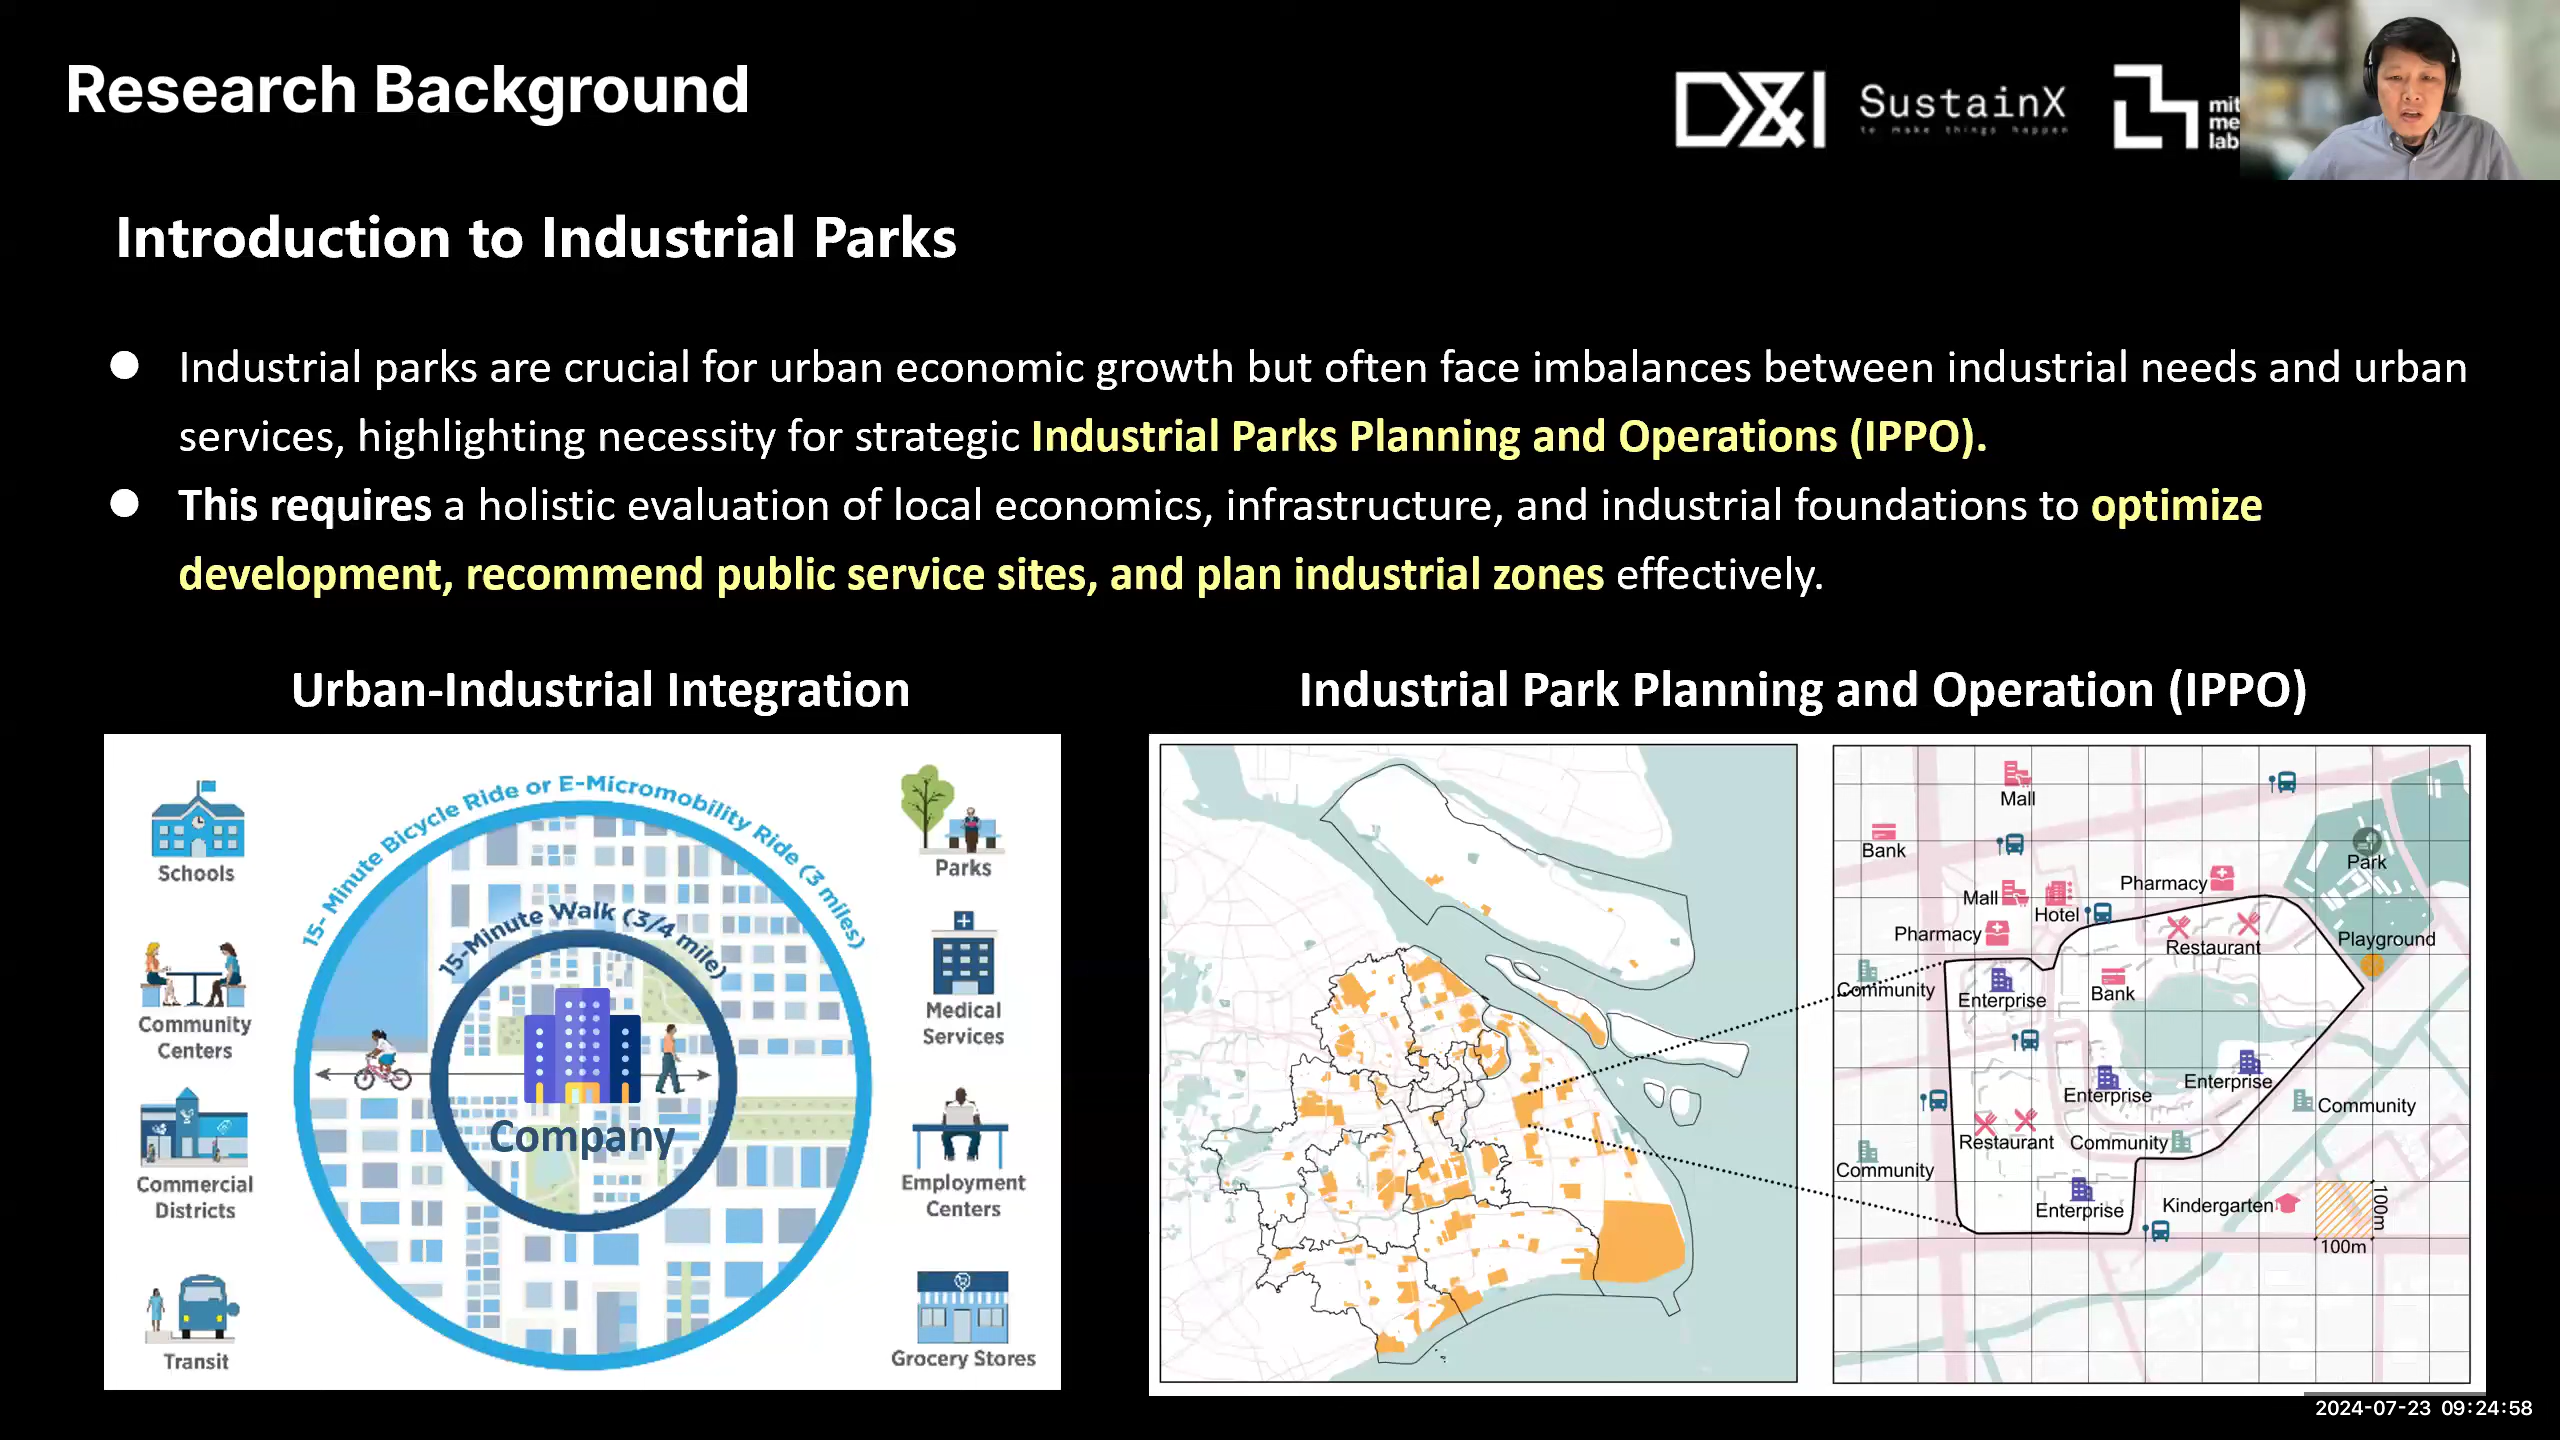 Research Background
D&I
SustainX
to make things happen
mit
me
lab
Introduction to Industrial Parks
Industrial parks are crucial for urban economic growth but often face imbalances between industrial needs and urban
services, highlighting necessity for strategic Industrial Parks Planning and Operations (IPPO).
This requires a holistic evaluation of local economics, infrastructure, and industrial foundations to optimize
development, recommend public service sites, and plan industrial zones effectively.
Urban-Industrial Integration
15- Minute Bicycle Ride or E-Micromobility Ride (3 miles)
15-Minute Walk (3/4 mile)
Company
Schools
Community
Centers
Commercial
Districts
Transit
Parks
Medical
Services
Employment
Centers
Grocery Stores
Industrial Park Planning and Operation (IPPO)
Mall
Bank
Park
Pharmacy
Mall
Hotel
Pharmacy
Restaurant
Playground
Community
Enterprise
Bank
Enterprise
Enterprise
Community
Restaurant
Community
Community
Enterprise
Kindergarten
100m
100m
2024-07-23 09:24:58